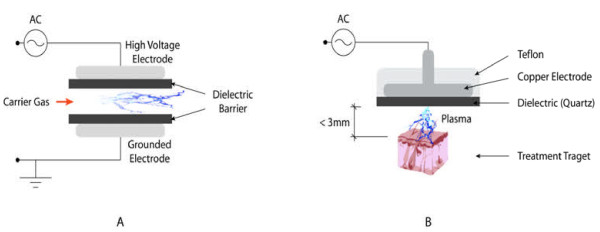 AC
High Voltage
Electrode
Carrier Gas
Dielectric
Barrier
Grounded
Electrode
A
AC
Teflon
Copper Electrode
Dielectric (Quartz)
< 3mm
Plasma
Treatment Traget
B